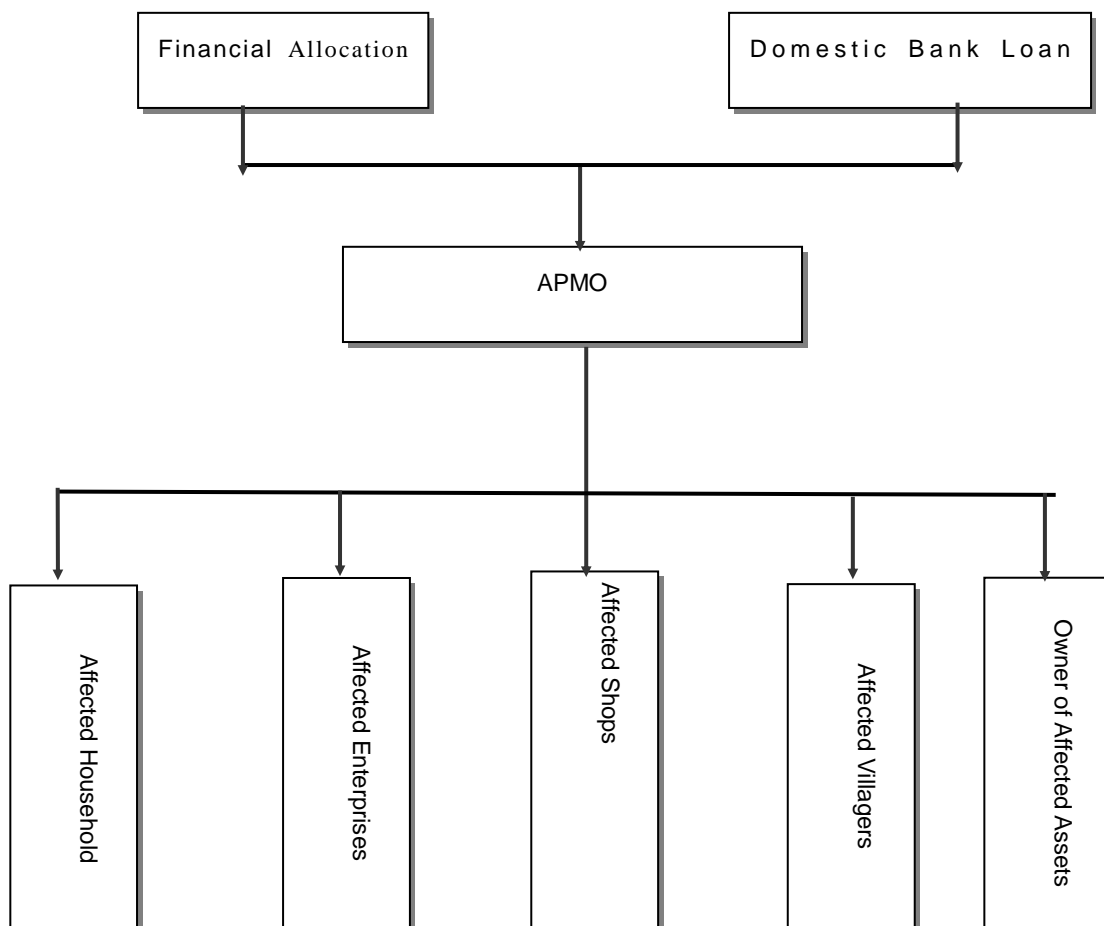 Financial Allocation
Domestic Bank Loan
APMO
Affected Household
Affected Enterprises
Affected Shops
Affected Villagers
Owner of Affected Assets